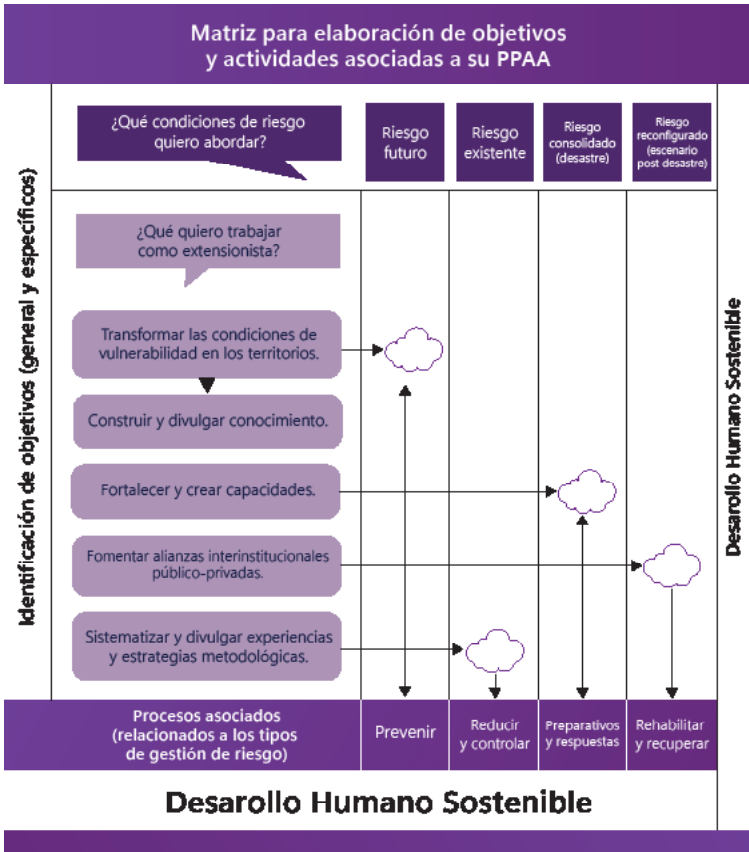 Matriz para elaboración de objetivos
y actividades asociadas a su PPAA
Identificación de objetivos (general y específicos)
¿Qué condiciones de riesgo
quiero abordar?
Riesgo
futuro
Riesgo
existente
Riesgo
consolidado
(desastre)
Riesgo
reconfigurado
(escenario
post desastre)
¿Qué quiero trabajar
como extensionista?
Transformar las condiciones de
vulnerabilidad en los territorios.
Construir y divulgar conocimiento.
Fortalecer y crear capacidades.
Fomentar alianzas interinstitucionales
público-privadas.
Sistematizar y divulgar experiencias
y estrategias metodológicas.
Desarollo Humano Sostenible
Procesos asociados
(relacionados a los tipos
de gestión de riesgo)
Prevenir
Reducir
y controlar
Preparativos
y respuestas
Rehabilitar
y recuperar
Desarollo Humano Sostenible